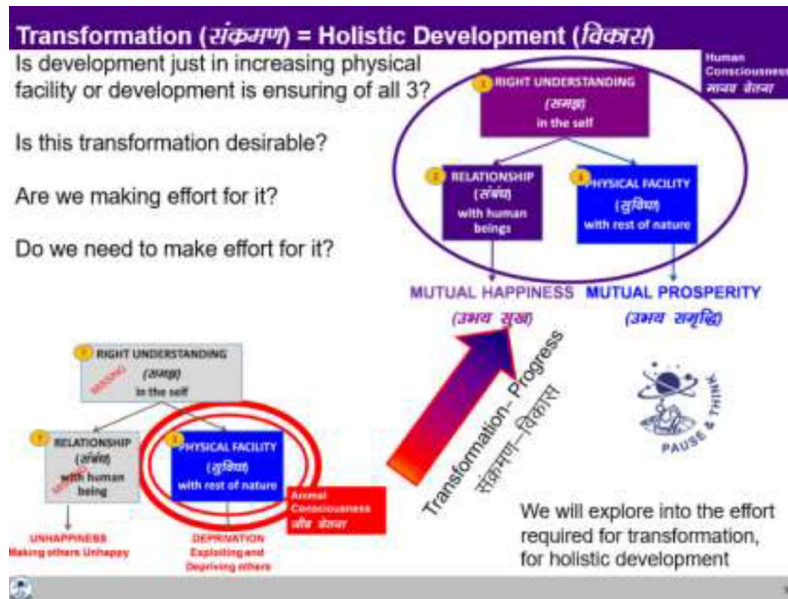 Transformation (संक्रमण) = Holistic Development (विकास)
Is development just in increasing physical
facility or development is ensuring of all 3?
Is this transformation desirable?
Are we making effort for it?
Do we need to make effort for it?
Human
Consciousness
मानव चेतना
1
RIGHT UNDERSTANDING
(समझ)
in the self
2
RELATIONSHIP
(संबंध)
with human
beings
3
PHYSICAL FACILITY
(सुविधा)
with rest of nature
MUTUAL HAPPINESS MUTUAL PROSPERITY
(उभय सुख) (उभय समृद्धि)
?
RIGHT UNDERSTANDING
(समझ)
MISSING
in the self
?
RELATIONSHIP
(संबंध)
MISSING
with human
being
PHYSICAL FACILITY
(सुविधा)
with rest of nature
Animal
Consciousness
जीव चेतना
UNHAPPINESS
Making others Unhappy
DEPRIVATION
Exploiting and
Depriving others
Transformation- Progress
संक्रमण-विकास
PAUSE & THINK
We will explore into the effort
required for transformation,
for holistic development